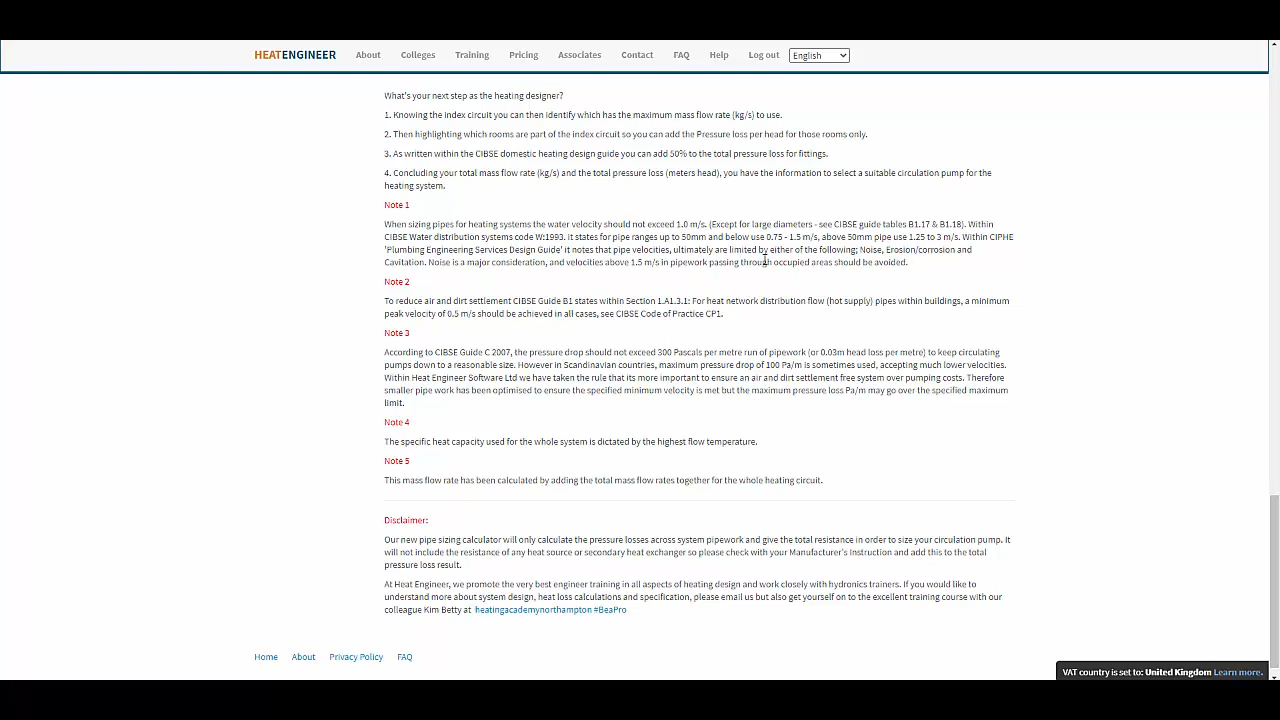 HEATENGINEER About Colleges Training Pricing Associates Contact FAQ Help Log out English
What's your next step as the heating designer?
1. Knowing the index circuit you can then identify which has the maximum mass flow rate (kg/s) to use.
2. Then highlighting which rooms are part of the index circuit so you can add the Pressure loss per head for those rooms only.
3. As written within the CIBSE domestic heating design guide you can add 50% to the total pressure loss for fittings.
4. Concluding your total mass flow rate (kg/s) and the total pressure loss (meters head), you have the information to select a suitable circulation pump for the
heating system.
Note 1
When sizing pipes for heating systems the water velocity should not exceed 1.0 m/s. (Except for large diameters - see CIBSE guide tables B1.17 & B1.18). Within
CIBSE Water distribution systems code W:1993. It states for pipe ranges up to 50mm and below use 0.75 - 1.5 m/s, above 50mm pipe use 1.25 to 3 m/s. Within CIPHE
'Plumbing Engineering Services Design Guide' it notes that pipe velocities, ultimately are limited by either of the following; Noise, Erosion/corrosion and
Cavitation. Noise is a major consideration, and velocities above 1.5 m/s in pipework passing through occupied areas should be avoided.
Note 2
To reduce air and dirt settlement CIBSE Guide B1 states within Section 1.A1.3.1: For heat network distribution flow (hot supply) pipes within buildings, a minimum
peak velocity of 0.5 m/s should be achieved in all cases, see CIBSE Code of Practice CP1.
Note 3
According to CIBSE Guide C 2007, the pressure drop should not exceed 300 Pascals per metre run of pipework (or 0.03m head loss per metre) to keep circulating
pumps down to a reasonable size. However in Scandinavian countries, maximum pressure drop of 100 Pa/m is sometimes used, accepting much lower velocities.
Within Heat Engineer Software Ltd we have taken the rule that its more important to ensure an air and dirt settlement free system over pumping costs. Therefore
smaller pipe work has been optimised to ensure the specified minimum velocity is met but the maximum pressure loss Pa/m may go over the specified maximum
limit.
Note 4
The specific heat capacity used for the whole system is dictated by the highest flow temperature.
Note 5
This mass flow rate has been calculated by adding the total mass flow rates together for the whole heating circuit.
Disclaimer:
Our new pipe sizing calculator will only calculate the pressure losses across system pipework and give the total resistance in order to size your circulation pump. It
will not include the resistance of any heat source or secondary heat exchanger so please check with your Manufacturer's Instruction and add this to the total
pressure loss result.
At Heat Engineer, we promote the very best engineer training in all aspects of heating design and work closely with hydronics trainers. If you would like to
understand more about system design, heat loss calculations and specification, please email us but also get yourself on to the excellent training course with our
colleague Kim Betty at heatingacademynorthampton #BeaPro
Home About Privacy Policy FAQ
VAT country is set to: United Kingdom Learn more.